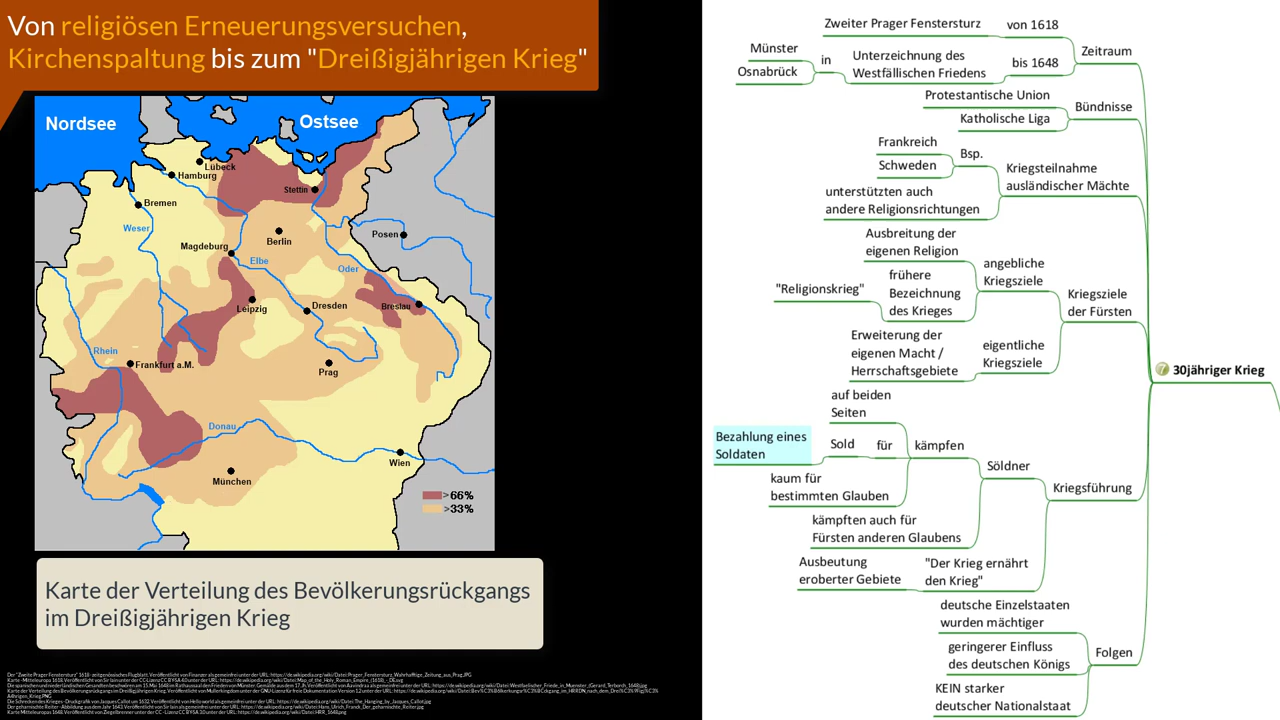 Von religiösen Erneuerungsversuchen,
Kirchenspaltung bis zum "Dreißigjährigen Krieg"
Nordsee
Ostsee
Lübeck
Hamburg
Stettin
Bremen
Weser
Berlin
Posen
Magdeburg
Elbe
Oder
Leipzig
Dresden
Breslau
Rhein
Frankfurt a.M.
Prag
Donau
Wien
München
>66%
>33%
Karte der Verteilung des Bevölkerungsrückgangs
im Dreißigjährigen Krieg
Zweiter Prager Fenstersturz
von 1618
Zeitraum
Münster
Osnabrück
in
Unterzeichnung des
Westfälischen Friedens
bis 1648
Protestantische Union
Katholische Liga
Bündnisse
Frankreich
Schweden
Bsp.
Kriegsteilnahme
ausländischer Mächte
unterstützten auch
andere Religionsrichtungen
Ausbreitung der
eigenen Religion
angebliche
Kriegsziele
"Religionskrieg"
frühere
Bezeichnung
des Krieges
Kriegsziele
der Fürsten
Erweiterung der
eigenen Macht /
Herrschaftsgebiete
eigentliche
Kriegsziele
7 30jähriger Krieg
auf beiden
Seiten
Bezahlung eines
Soldaten
Sold
für
kämpfen
kaum für
bestimmten Glauben
Söldner
Kriegsführung
kämpften auch für
Fürsten anderen Glaubens
Ausbeutung
eroberter Gebiete
"Der Krieg ernährt
den Krieg"
deutsche Einzelstaaten
wurden mächtiger
geringerer Einfluss
des deutschen Königs
Folgen
KEIN starker
deutscher Nationalstaat